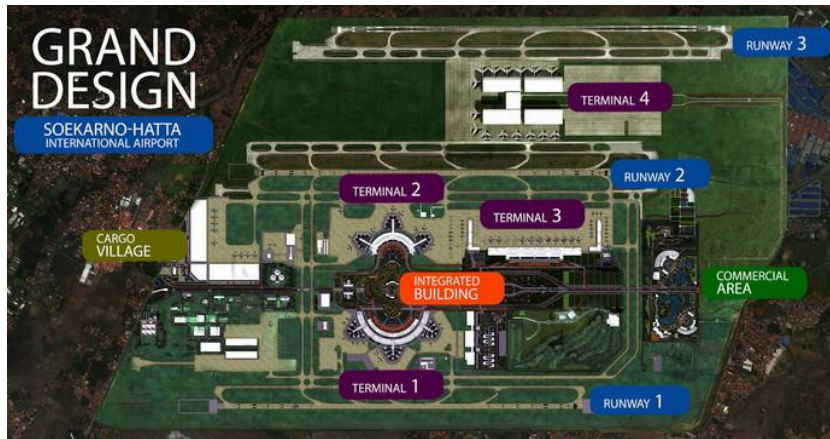 GRAND
DESIGN
SOEKARNO-HATTA
INTERNATIONAL AIRPORT
RUNWAY 3
TERMINAL 4
TERMINAL 2
RUNWAY 2
TERMINAL 3
CARGO
VILLAGE
INTEGRATED
BUILDING
COMMERCIAL
AREA
TERMINAL 1
RUNWAY 1